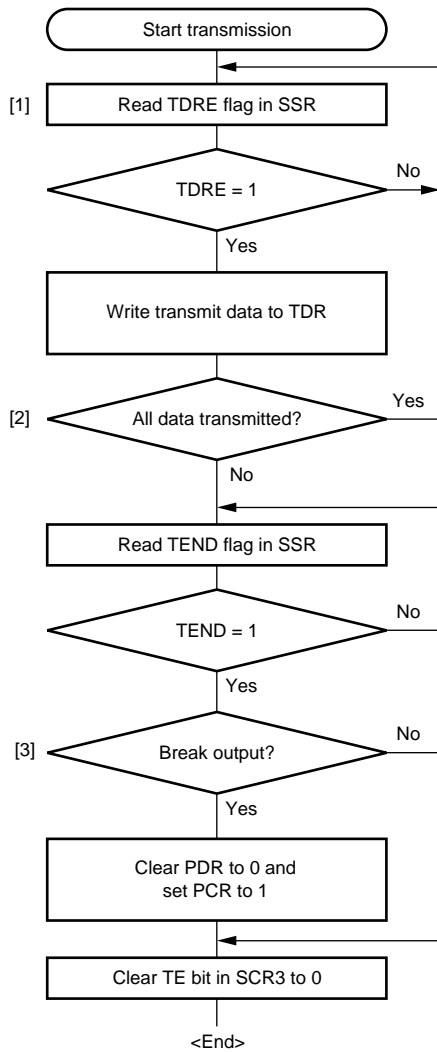 Start transmission
[1]
Read TDRE flag in SSR
No
TDRE = 1
Yes
Write transmit data to TDR
Yes
[2]
All data transmitted?
No
Read TEND flag in SSR
No
TEND = 1
Yes
No
[3]
Break output?
Yes
Clear PDR to 0 and
set PCR to 1
Clear TE bit in SCR3 to 0
<End>